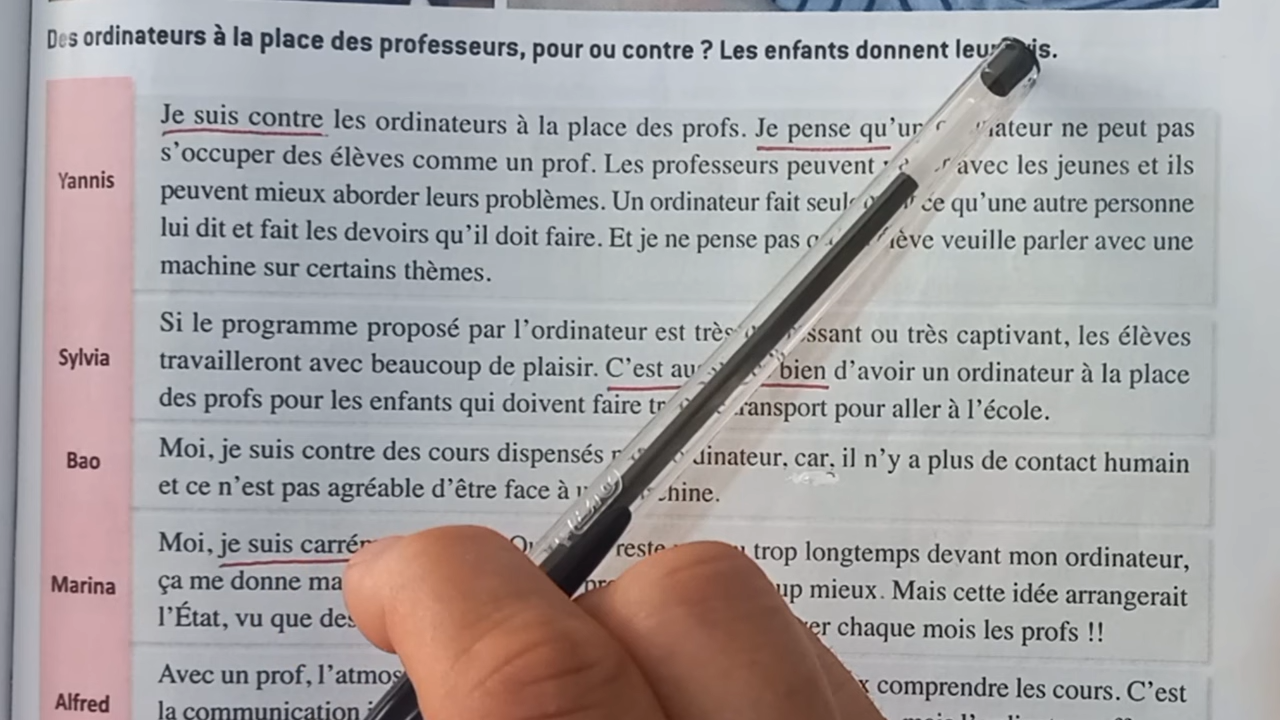 Des ordinateurs à la place des professeurs, pour ou contre ? Les enfants donnent
Yannis
Je suis contre les ordinateurs à la place des profs. Je pense qu'un ne peut pas
s'occuper des élèves comme un prof. Les professeurs peuvent avec les jeunes et ils
peuvent mieux aborder leurs problèmes. Un ordinateur fait ce qu'une autre personne
lui dit et fait les devoirs qu'il doit faire. Et je ne pense pas veuille parler avec une
machine sur certains thèmes.
Sylvia
Si le programme proposé par l'ordinateur est très ou très captivant, les élèves
travailleront avec beaucoup de plaisir. C'est bien d'avoir un ordinateur à la place
des profs pour les enfants qui doivent faire pour aller à l'école.
Bao
Moi, je suis contre des cours dispensés car, il n'y a plus de contact humain
et ce n'est pas agréable d'être face à
Marina
Moi, je suis trop longtemps devant mon ordinateur,
ça me donne mieux. Mais cette idée arrangerait
l'État, vu que chaque mois les profs !!
Alfred
Avec un prof, comprendre les cours. C'est
la communication